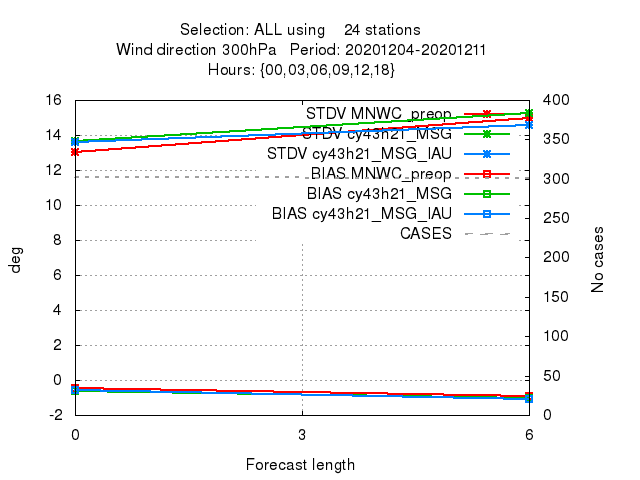 Selection: ALL using 24 stations
Wind direction 300hPa Period: 20201204-20201211
Hours: {00,03,06,09,12,18}
16 400
STDV MNWC_preop
14 350
STDV cy43h21_MSG
STDV cy43h21_MSG_IAU
12 300
BIAS MNWC_preop
BIAS cy43h21_MSG
10 250
BIAS cy43h21_MSG_IAU
CASES
8 200
6 150
4 100
2 50
0 0
-2
deg
No cases
0 3 6
Forecast length